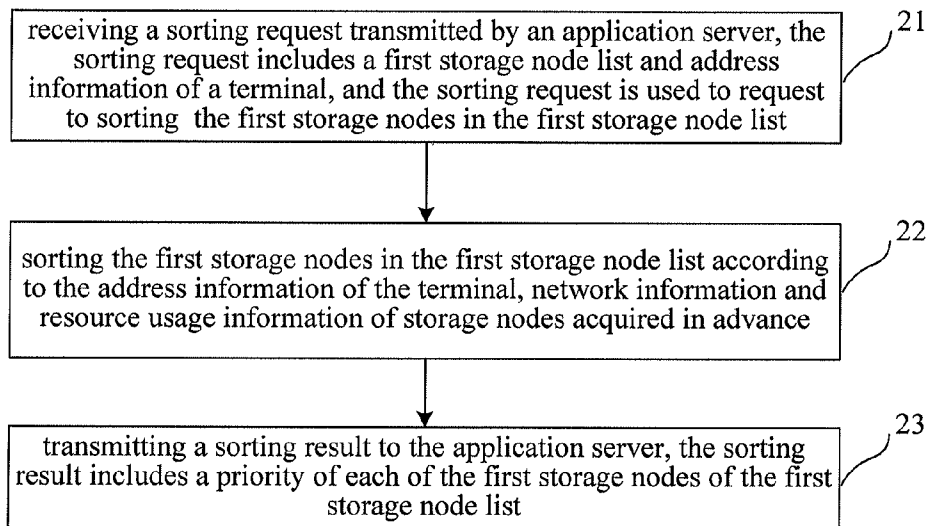 receiving a sorting request transmitted by an application server, the
sorting request includes a first storage node list and address
information of a terminal, and the sorting request is used to request
to sorting the first storage nodes in the first storage node list
21
sorting the first storage nodes in the first storage node list according
to the address information of the terminal, network information and
resource usage information of storage nodes acquired in advance
22
transmitting a sorting result to the application server, the sorting
result includes a priority of each of the first storage nodes of the first
storage node list
23